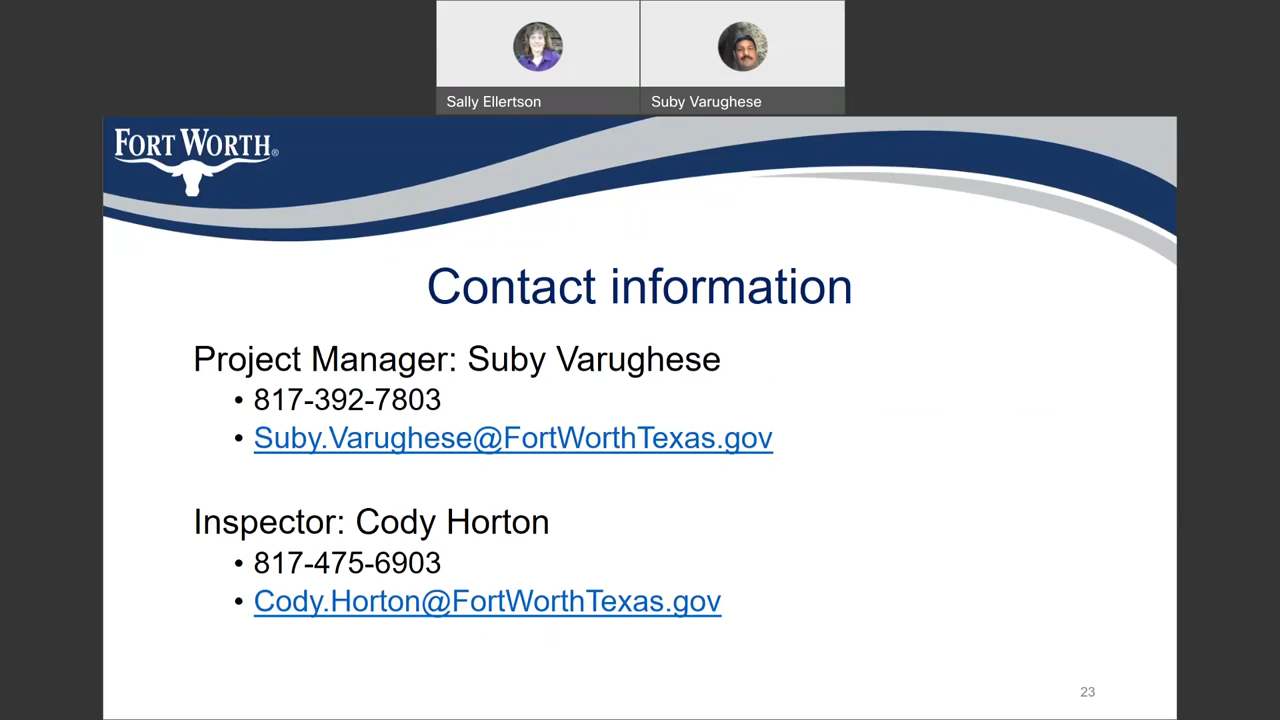 Sally Ellertson
Suby Varughese
FORT WORTH®
Contact information
Project Manager: Suby Varughese
• 817-392-7803
• Suby.Varughese@FortWorthTexas.gov
Inspector: Cody Horton
• 817-475-6903
• Cody.Horton@FortWorthTexas.gov
23